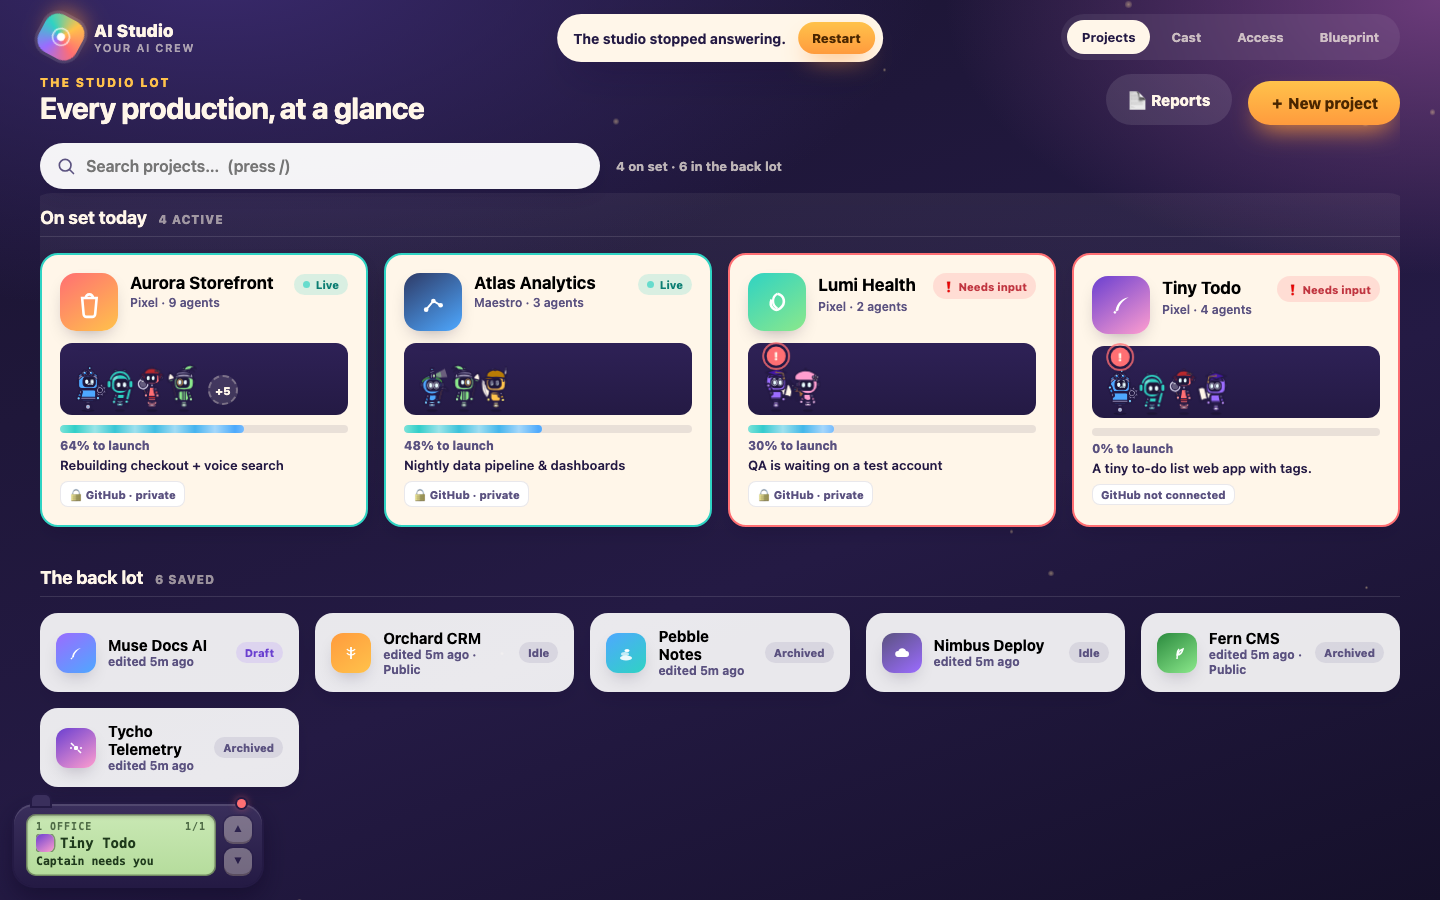 AI Studio
YOUR AI CREW
The studio stopped answering.
Restart
Projects
Cast
Access
Blueprint
THE STUDIO LOT
Every production, at a glance
Reports
+ New project
Search projects... (press /)
4 on set · 6 in the back lot
On set today
4 ACTIVE
Aurora Storefront
Live
Pixel · 9 agents
+5
64% to launch
Rebuilding checkout + voice search
GitHub · private
Atlas Analytics
Live
Maestro · 3 agents
48% to launch
Nightly data pipeline & dashboards
GitHub · private
Lumi Health
! Needs input
Pixel · 2 agents
!
30% to launch
QA is waiting on a test account
GitHub · private
Tiny Todo
! Needs input
Pixel · 4 agents
!
0% to launch
A tiny to-do list web app with tags.
GitHub not connected
The back lot
6 SAVED
Muse Docs AI
edited 5m ago
Draft
Orchard CRM
edited 5m ago ·
Public
Idle
Pebble
Notes
edited 5m ago
Archived
Nimbus Deploy
edited 5m ago
Idle
Fern CMS
edited 5m ago ·
Public
Archived
Tycho
Telemetry
edited 5m ago
Archived
1 OFFICE
1/1
Tiny Todo
Captain needs you